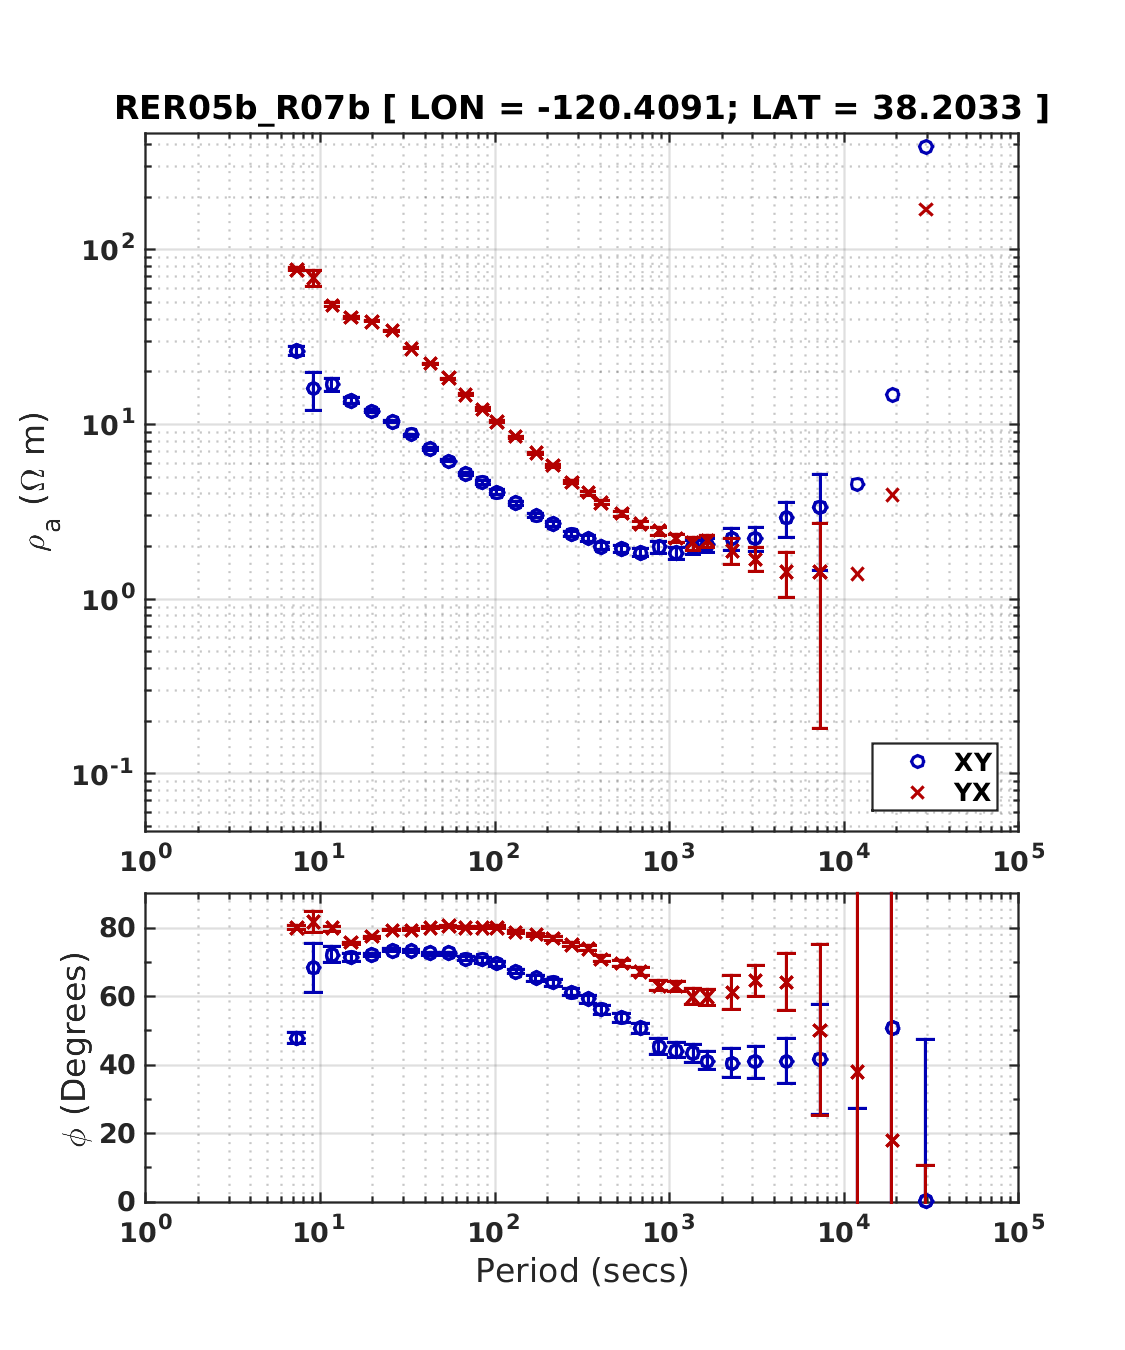 RER05b_R07b [ LON = -120.4091; LAT = 38.2033 ]
ρa (Ω m)
10^2
10^1
10^0
10^-1
XY
YX
10^0 10^1 10^2 10^3 10^4 10^5
ϕ (Degrees)
80
60
40
20
0
10^0 10^1 10^2 10^3 10^4 10^5
Period (secs)